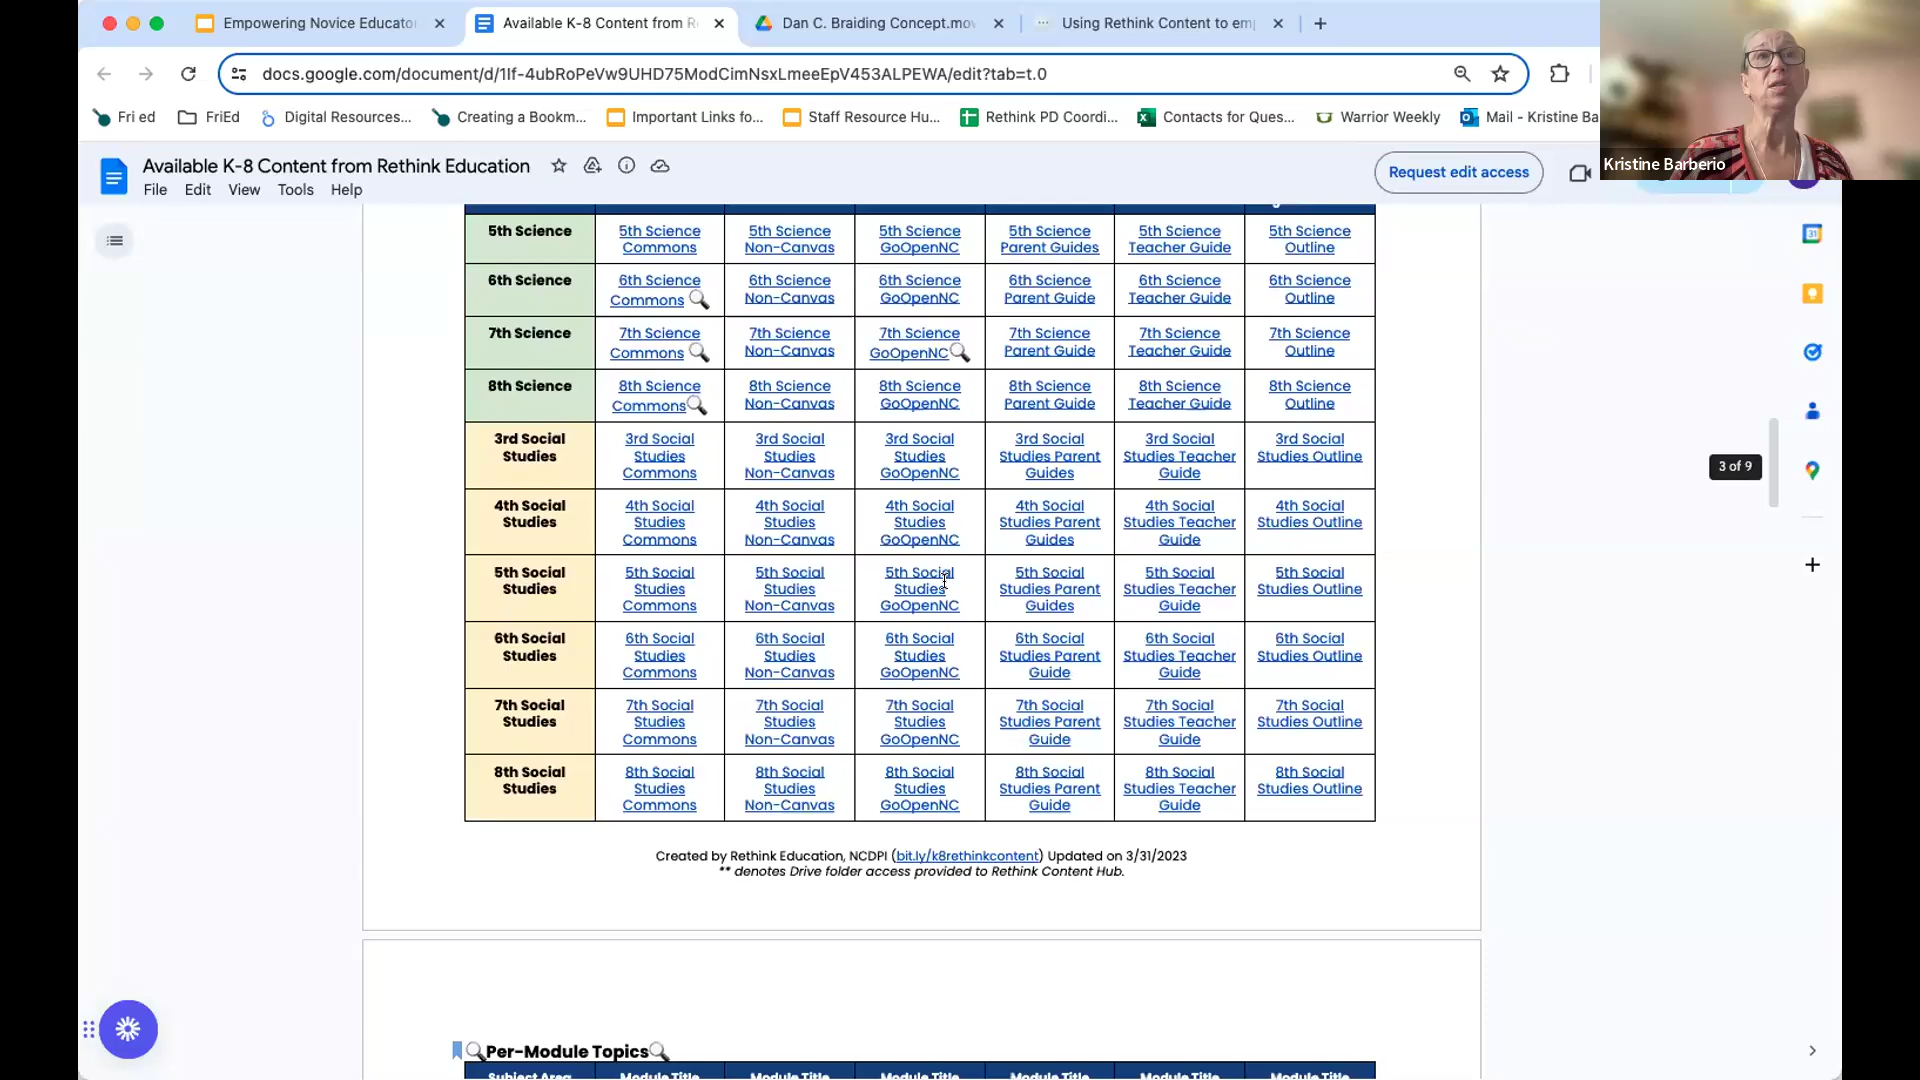 Empowering Novice Educato
Available K-8 Content from R
Dan C. Braiding Concept.mov
Using Rethink Content to emp
docs.google.com/document/d/1lf-4ubRoPeVw9UHD75ModCimNsxLmeeEpV453ALPEWA/edit?tab=t.0
Fri ed
FriEd
Digital Resources...
Creating a Bookm...
Important Links fo...
Staff Resource Hu...
Rethink PD Coordi...
Contacts for Ques...
Warrior Weekly
Mail - Kristine Ba
Kristine Barberio
Available K-8 Content from Rethink Education
File Edit View Tools Help
Request edit access
5th Science
5th Science
Commons
5th Science
Non-Canvas
5th Science
GoOpenNC
5th Science
Parent Guides
5th Science
Teacher Guide
5th Science
Outline
6th Science
6th Science
Commons
6th Science
Non-Canvas
6th Science
GoOpenNC
6th Science
Parent Guide
6th Science
Teacher Guide
6th Science
Outline
7th Science
7th Science
Commons
7th Science
Non-Canvas
7th Science
GoOpenNC
7th Science
Parent Guide
7th Science
Teacher Guide
7th Science
Outline
8th Science
8th Science
Commons
8th Science
Non-Canvas
8th Science
GoOpenNC
8th Science
Parent Guide
8th Science
Teacher Guide
8th Science
Outline
3rd Social
Studies
3rd Social
Studies
Commons
3rd Social
Studies
Non-Canvas
3rd Social
Studies
GoOpenNC
3rd Social
Studies Parent
Guides
3rd Social
Studies Teacher
Guide
3rd Social
Studies Outline
4th Social
Studies
4th Social
Studies
Commons
4th Social
Studies
Non-Canvas
4th Social
Studies
GoOpenNC
4th Social
Studies Parent
Guides
4th Social
Studies Teacher
Guide
4th Social
Studies Outline
5th Social
Studies
5th Social
Studies
Commons
5th Social
Studies
Non-Canvas
5th Social
Studies
GoOpenNC
5th Social
Studies Parent
Guides
5th Social
Studies Teacher
Guide
5th Social
Studies Outline
6th Social
Studies
6th Social
Studies
Commons
6th Social
Studies
Non-Canvas
6th Social
Studies
GoOpenNC
6th Social
Studies Parent
Guide
6th Social
Studies Teacher
Guide
6th Social
Studies Outline
7th Social
Studies
7th Social
Studies
Commons
7th Social
Studies
Non-Canvas
7th Social
Studies
GoOpenNC
7th Social
Studies Parent
Guide
7th Social
Studies Teacher
Guide
7th Social
Studies Outline
8th Social
Studies
8th Social
Studies
Commons
8th Social
Studies
Non-Canvas
8th Social
Studies
GoOpenNC
8th Social
Studies Parent
Guide
8th Social
Studies Teacher
Guide
8th Social
Studies Outline
3 of 9
31
Created by Rethink Education, NCDPI (bit.ly/k8rethinkcontent) Updated on 3/31/2023
** denotes Drive folder access provided to Rethink Content Hub.
Per-Module Topics
Subject Area
Module Title
Module Title
Module Title
Module Title
Module Title
Module Title